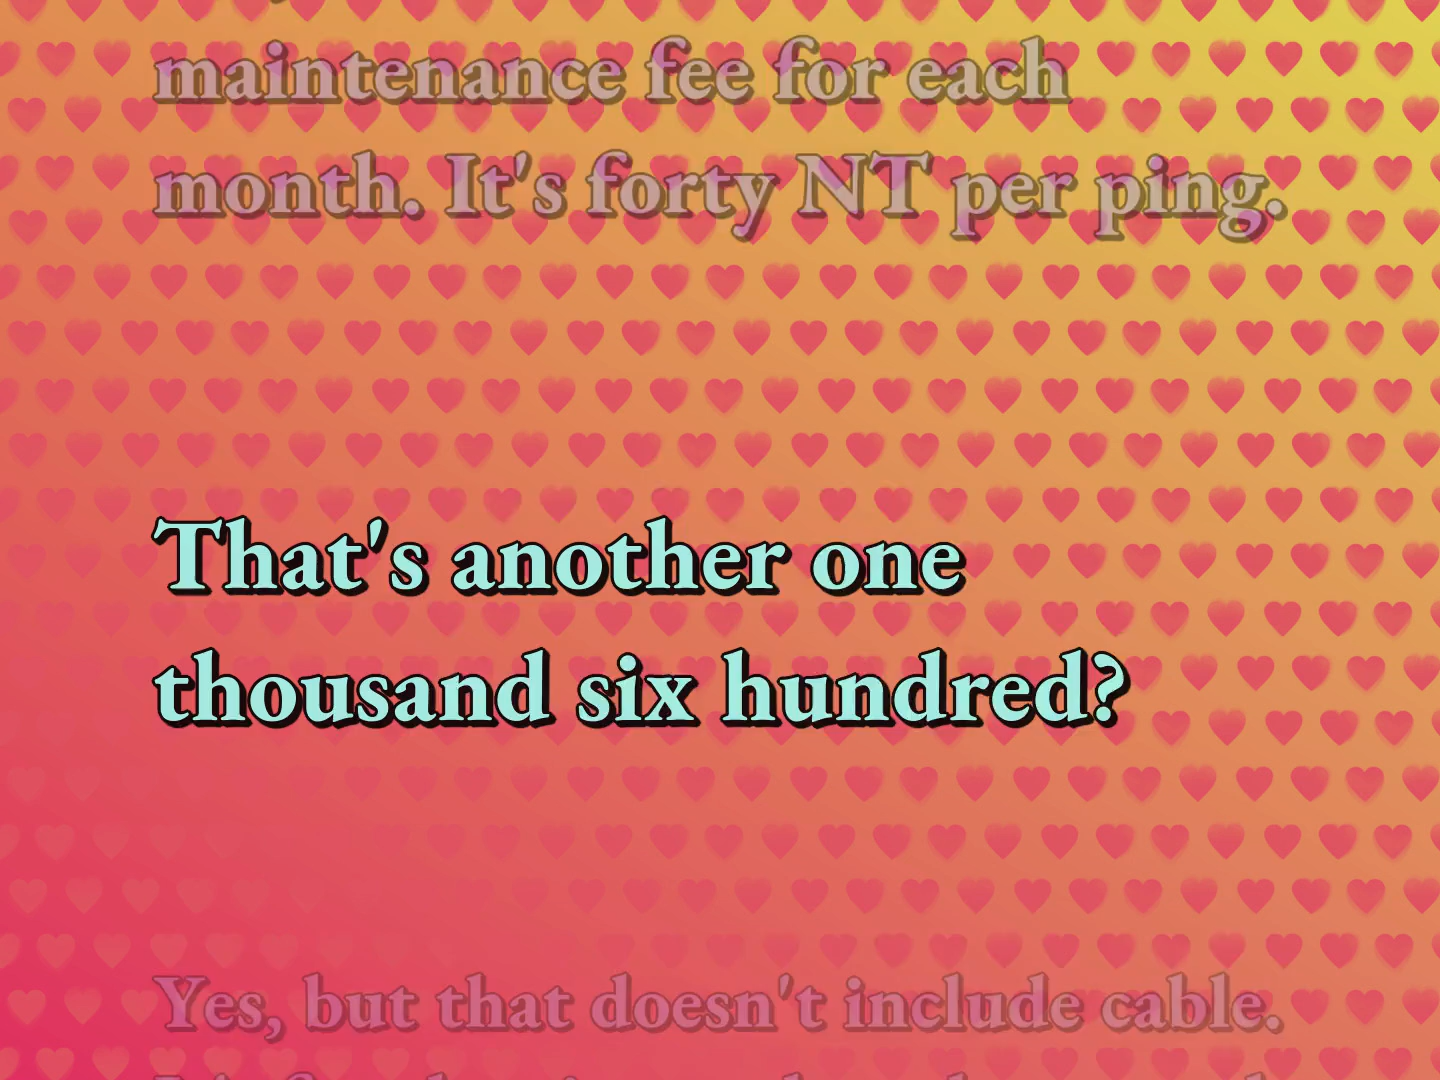 maintenance fee for each
month. It's forty NT per ping.
That's another one
thousand six hundred?
Yes, but that doesn't include cable.